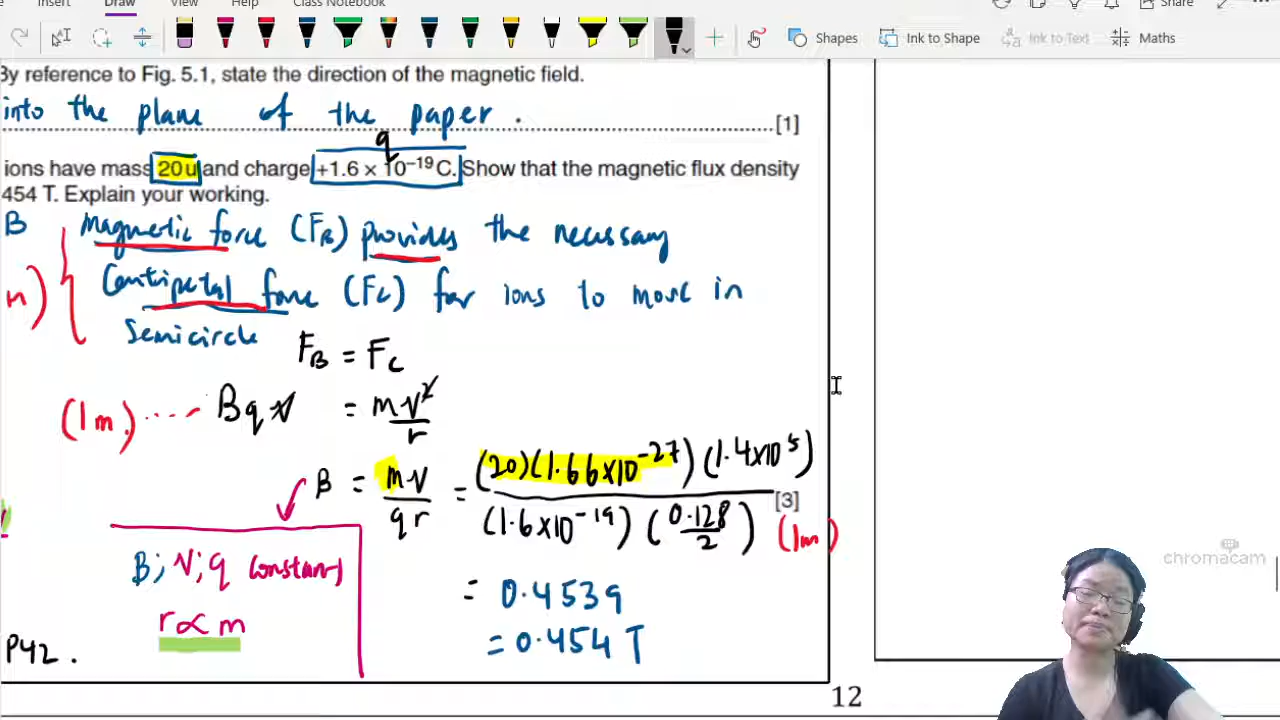 Insert Draw View Help Class Notebook Share
Shapes Ink to Shape Ink to Text Maths
By reference to Fig. 5.1, state the direction of the magnetic field.
into the plane of the paper .
[1]
q
ions have mass 20u and charge +1.6 × 10⁻¹⁹ C. Show that the magnetic flux density
454 T. Explain your working.
B Magnetic force (F_B) provides the necessary
Centripetal force (Fc) for ions to move in
n) Semicircle
F_B = F_C
(1m) ..... Bqv = mv²/r
B = mv/qr = (20)(1.66×10⁻²⁷)(1.4×10⁵)/(1.6×10⁻¹⁹)(0.128/2)
[3]
(1m)
B; v; q constant
r∝m
= 0.4539
= 0.454 T
P42 .
12
chromacam